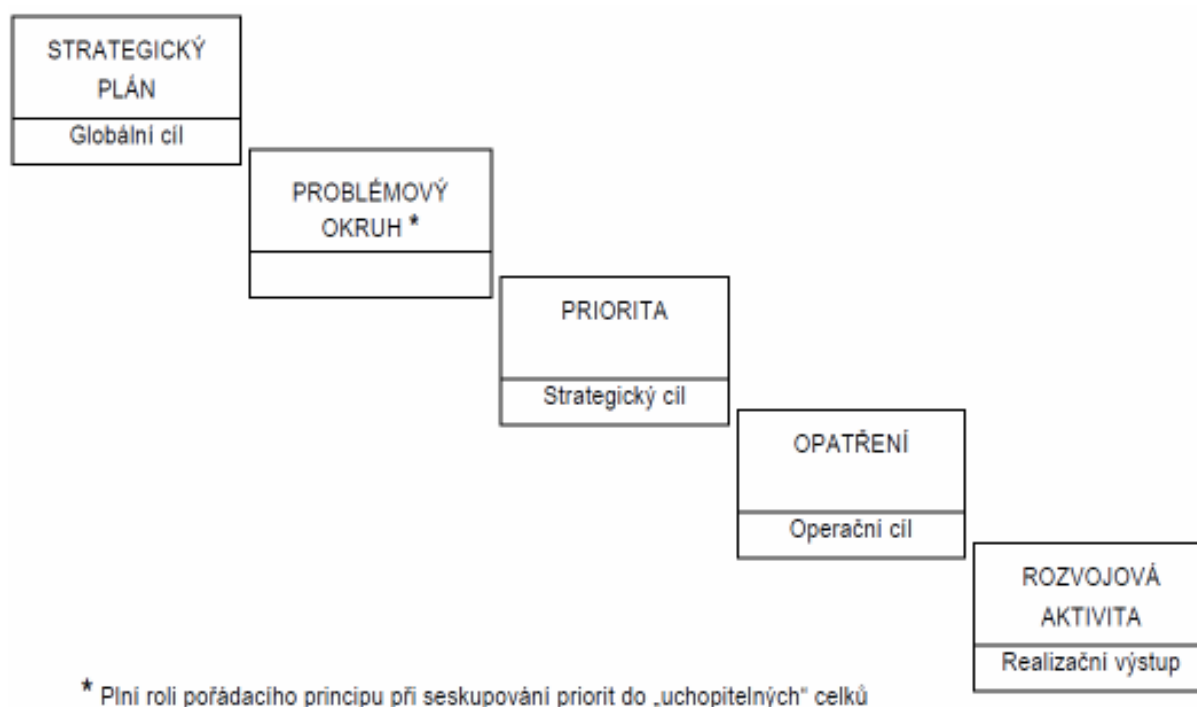 STRATEGICKÝ
PLÁN
Globální cíl
PROBLÉMOVÝ
OKRUH *
PRIORITA
Strategický cíl
OPATŘENÍ
Operační cíl
ROZVOJOVÁ
AKTIVITA
Realizační výstup
* Plní roli pořádacího principu při seskupování priorit do „uchopitelných“ celků